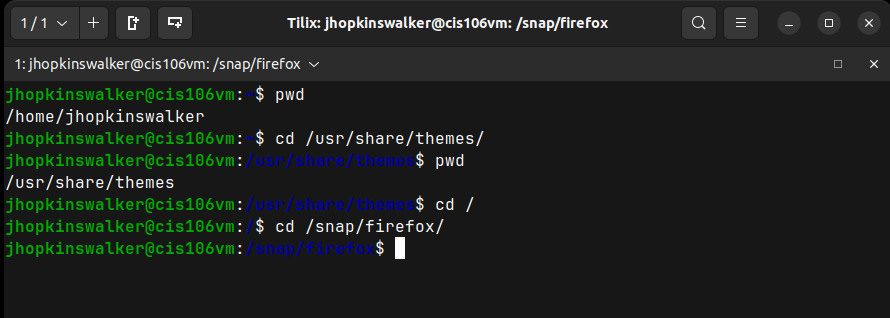 1 / 1
Tilix: jhopkinswalker@cis106vm: /snap/firefox
1: jhopkinswalker@cis106vm: /snap/firefox
jhopkinswalker@cis106vm:~$ pwd
/home/jhopkinswalker
jhopkinswalker@cis106vm:~$ cd /usr/share/themes/
jhopkinswalker@cis106vm:/usr/share/themes$ pwd
/usr/share/themes
jhopkinswalker@cis106vm:/usr/share/themes$ cd /
jhopkinswalker@cis106vm:/$ cd /snap/firefox/
jhopkinswalker@cis106vm:/snap/firefox$